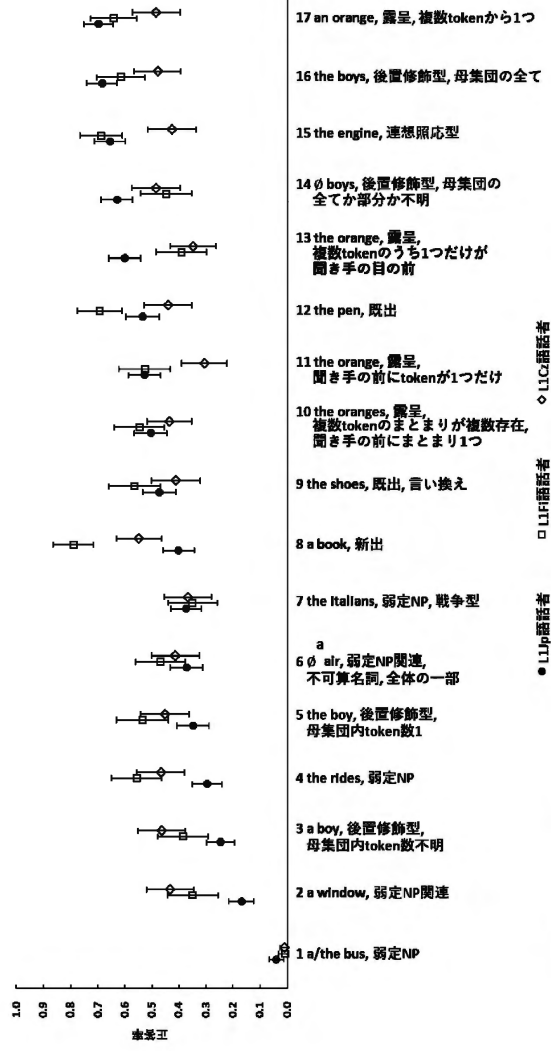 17 an orange, 露呈, 複数tokenから1つ
16 the boys, 後置修飾型, 母集団の全て
15 the engine, 連想照応型
14 ∅ boys, 後置修飾型, 母集団の
全てか部分か不明
13 the orange, 露呈,
複数tokenのうち1つだけが
聞き手の目の前
12 the pen, 既出
11 the orange, 露呈,
聞き手の前にtokenが1つだけ
10 the oranges, 露呈,
複数tokenのまとまりが複数存在,
聞き手の前にまとまり1つ
9 the shoes, 既出, 言い換え
8 a book, 新出
7 the Italians, 弱定NP, 戦争型
a
6 ∅ air, 弱定NP関連,
不可算名詞, 全体の一部
5 the boy, 後置修飾型,
母集団内token数1
4 the rides, 弱定NP
3 a boy, 後置修飾型,
母集団内token数不明
2 a window, 弱定NP関連
1 a/the bus, 弱定NP
1.0
0.9
0.8
0.7
0.6
0.5
0.4
0.3
0.2
0.1
0.0
正答率
● L1Jp話者
□ L1Fi話者
◇ L1Cz話者